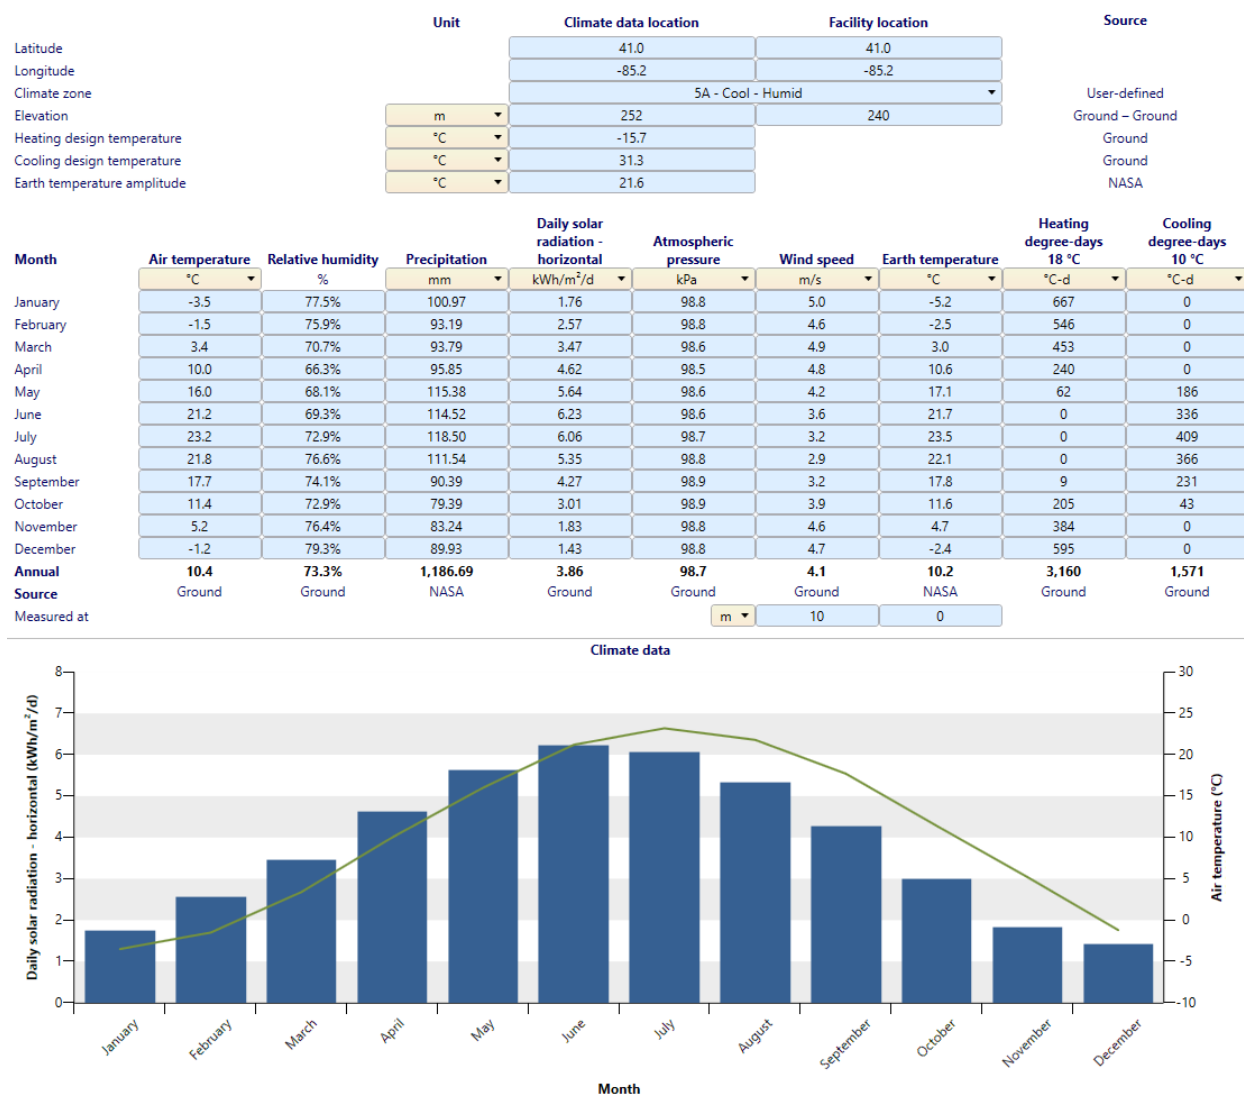 Unit Climate data location Facility location Source
Latitude 41.0 41.0
Longitude -85.2 -85.2
Climate zone 5A - Cool - Humid User-defined
Elevation m 252 240 Ground – Ground
Heating design temperature °C -15.7 Ground
Cooling design temperature °C 31.3 Ground
Earth temperature amplitude °C 21.6 NASA
Month Air temperature Relative humidity Precipitation Daily solar radiation - horizontal Atmospheric pressure Wind speed Earth temperature Heating degree-days 18 °C Cooling degree-days 10 °C
°C % mm kWh/m²/d kPa m/s °C °C-d °C-d
January -3.5 77.5% 100.97 1.76 98.8 5.0 -5.2 667 0
February -1.5 75.9% 93.19 2.57 98.8 4.6 -2.5 546 0
March 3.4 70.7% 93.79 3.47 98.6 4.9 3.0 453 0
April 10.0 66.3% 95.85 4.62 98.5 4.8 10.6 240 0
May 16.0 68.1% 115.38 5.64 98.6 4.2 17.1 62 186
June 21.2 69.3% 114.52 6.23 98.6 3.6 21.7 0 336
July 23.2 72.9% 118.50 6.06 98.7 3.2 23.5 0 409
August 21.8 76.6% 111.54 5.35 98.8 2.9 22.1 0 366
September 17.7 74.1% 90.39 4.27 98.9 3.2 17.8 9 231
October 11.4 72.9% 79.39 3.01 98.9 3.9 11.6 205 43
November 5.2 76.4% 83.24 1.83 98.8 4.6 4.7 384 0
December -1.2 79.3% 89.93 1.43 98.8 4.7 -2.4 595 0
Annual 10.4 73.3% 1,186.69 3.86 98.7 4.1 10.2 3,160 1,571
Source Ground Ground NASA Ground Ground Ground NASA Ground Ground
Measured at m 10 0
Climate data
Daily solar radiation - horizontal (kWh/m²/d)
8
7
6
5
4
3
2
1
0
30
25
20
15
10
5
0
-5
-10
Air temperature (°C)
January February March April May June July August September October November December
Month